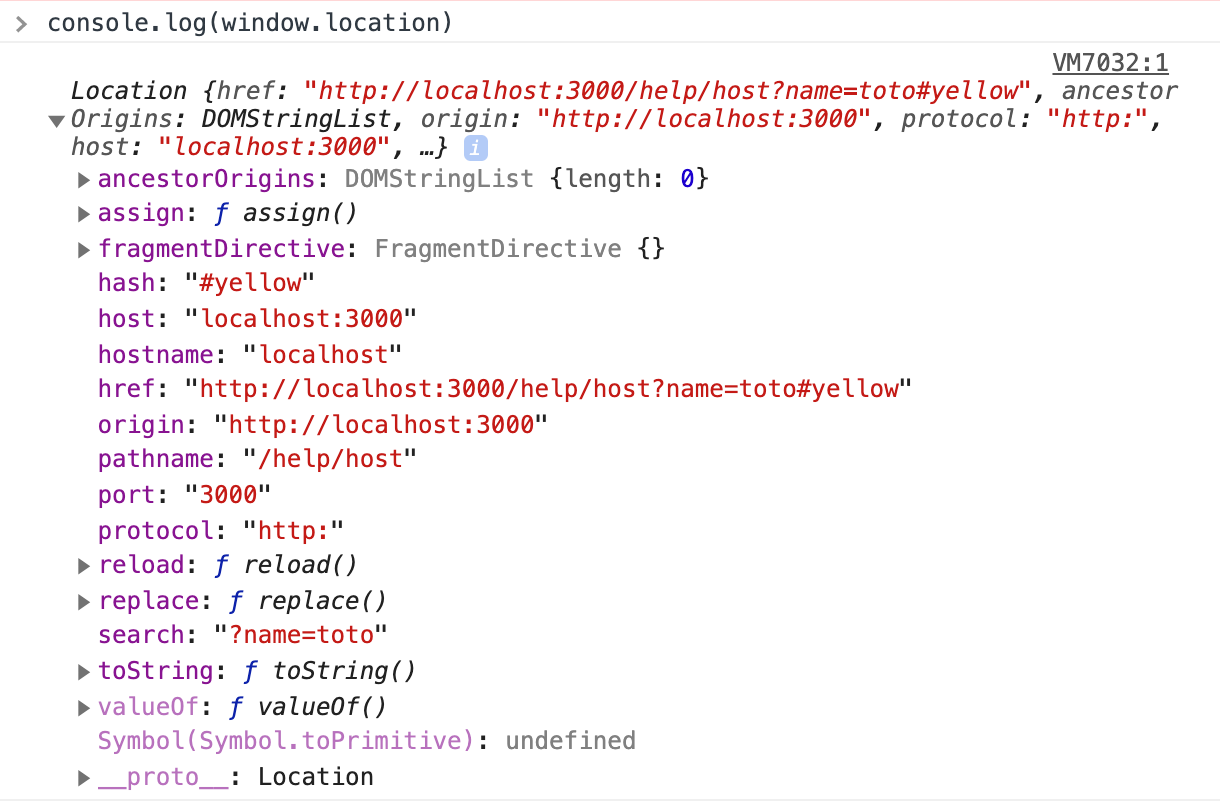 > console.log(window.location)
VM7032:1
Location {href: "http://localhost:3000/help/host?name=toto#yellow", ancestor
▼Origins: DOMStringList, origin: "http://localhost:3000", protocol: "http:",
host: "localhost:3000", …} i
▶ ancestorOrigins: DOMStringList {length: 0}
▶ assign: ƒ assign()
▶ fragmentDirective: FragmentDirective {}
hash: "#yellow"
host: "localhost:3000"
hostname: "localhost"
href: "http://localhost:3000/help/host?name=toto#yellow"
origin: "http://localhost:3000"
pathname: "/help/host"
port: "3000"
protocol: "http:"
▶ reload: ƒ reload()
▶ replace: ƒ replace()
search: "?name=toto"
▶ toString: ƒ toString()
▶ valueOf: ƒ valueOf()
Symbol(Symbol.toPrimitive): undefined
▶ __proto__: Location